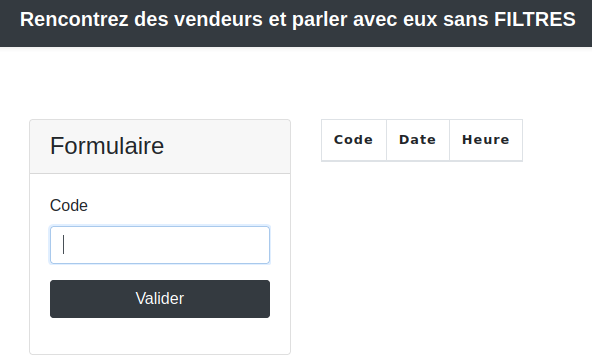 Rencontrez des vendeurs et parler avec eux sans FILTRES
Formulaire
Code
Valider
Code Date Heure